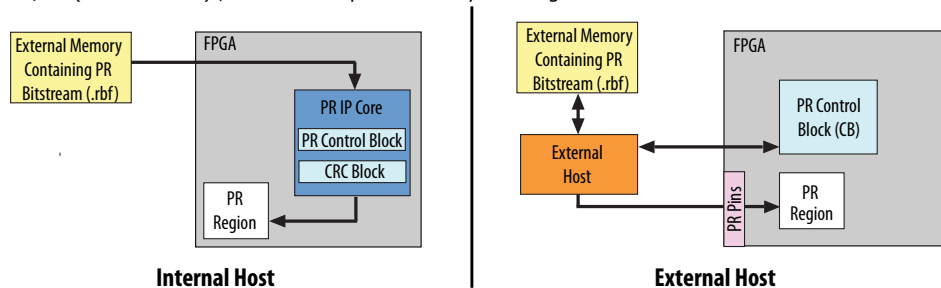 External Memory
Containing PR
Bitstream (.rbf)
FPGA
PR IP Core
PR Control Block
CRC Block
PR
Region
Internal Host
External Memory
Containing PR
Bitstream (.rbf)
FPGA
PR Control
Block (CB)
External
Host
PR Pins
PR
Region
External Host